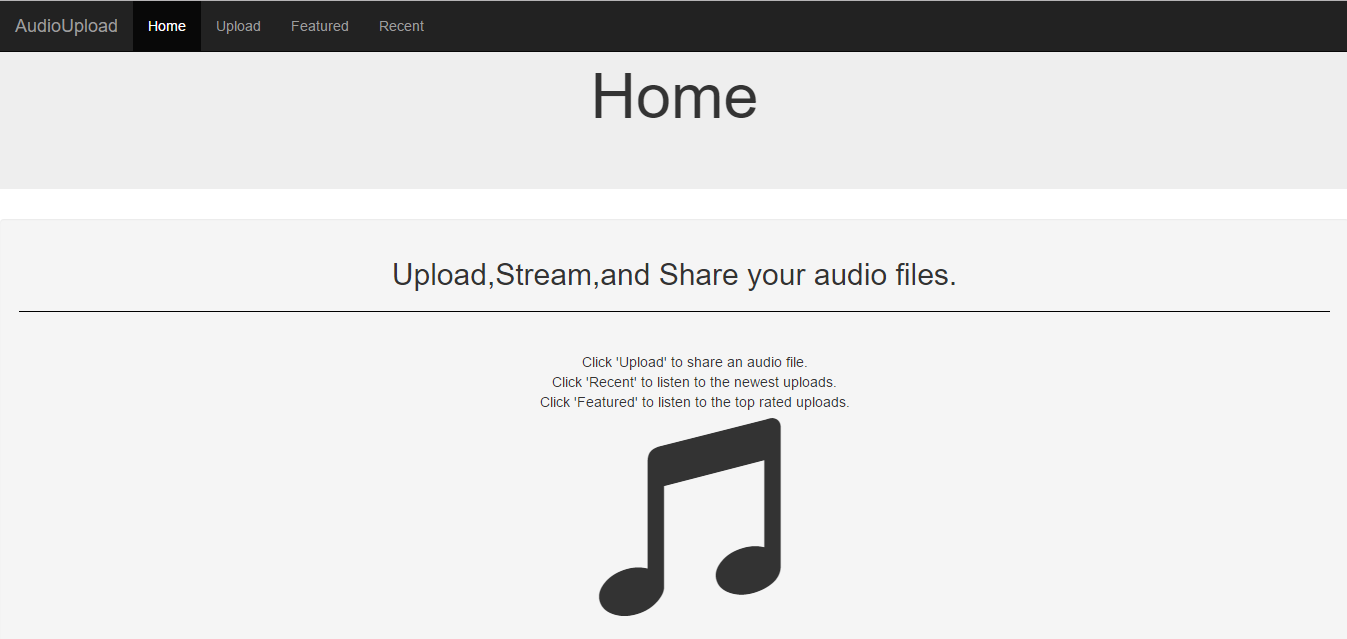 AudioUpload Home Upload Featured Recent
Home
Upload,Stream,and Share your audio files.
Click 'Upload' to share an audio file.
Click 'Recent' to listen to the newest uploads.
Click 'Featured' to listen to the top rated uploads.